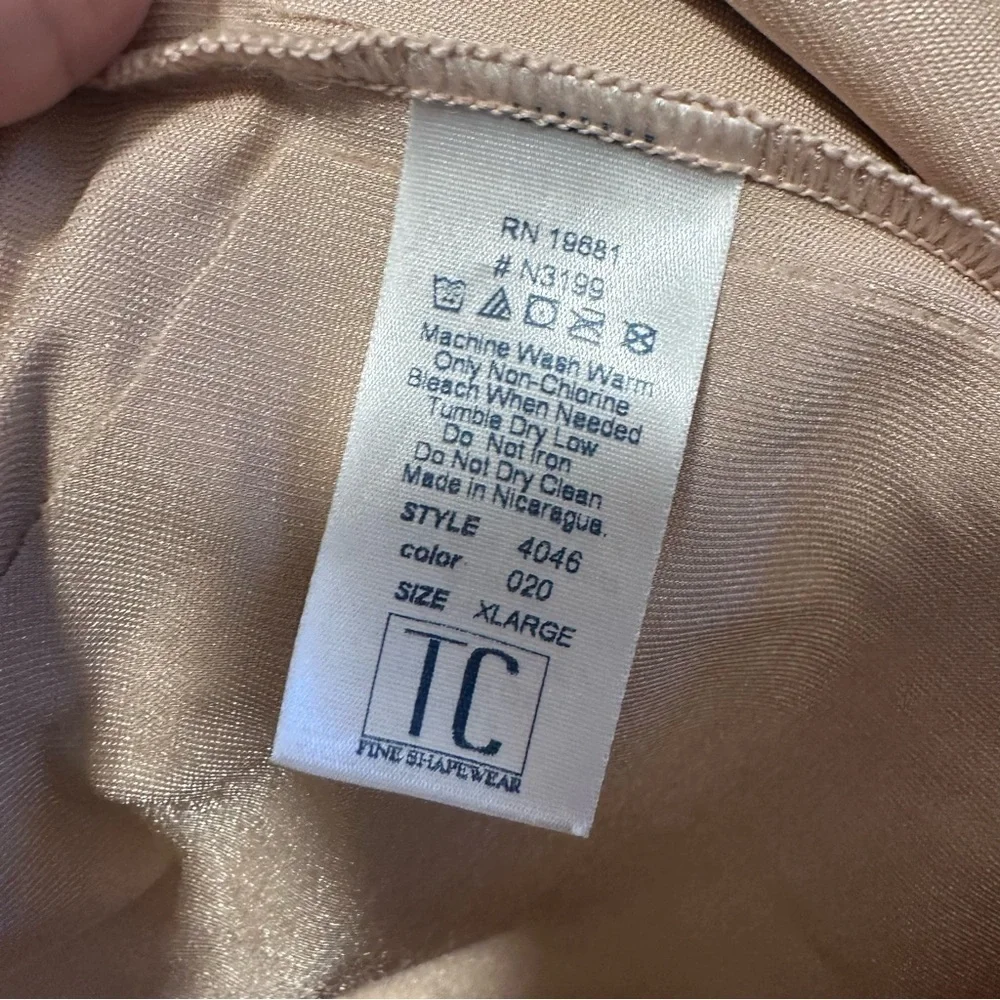 RN 19681
# N3199
Machine Wash Warm
Only Non-Chlorine
Bleach When Needed
Tumble Dry Low
Do Not Iron
Do Not Dry Clean
Made in Nicaragua.
STYLE 4046
color 020
SIZE XLARGE
TC
FINE SHAPEWEAR